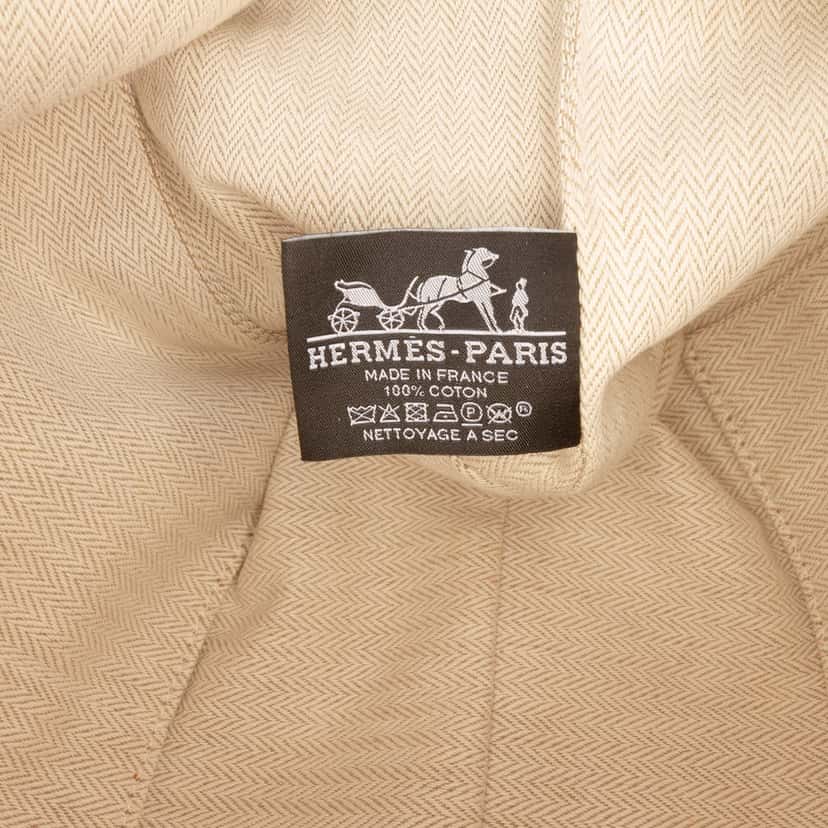 HERMÈS-PARIS
MADE IN FRANCE
100% COTON
P
NETTOYAGE A SEC